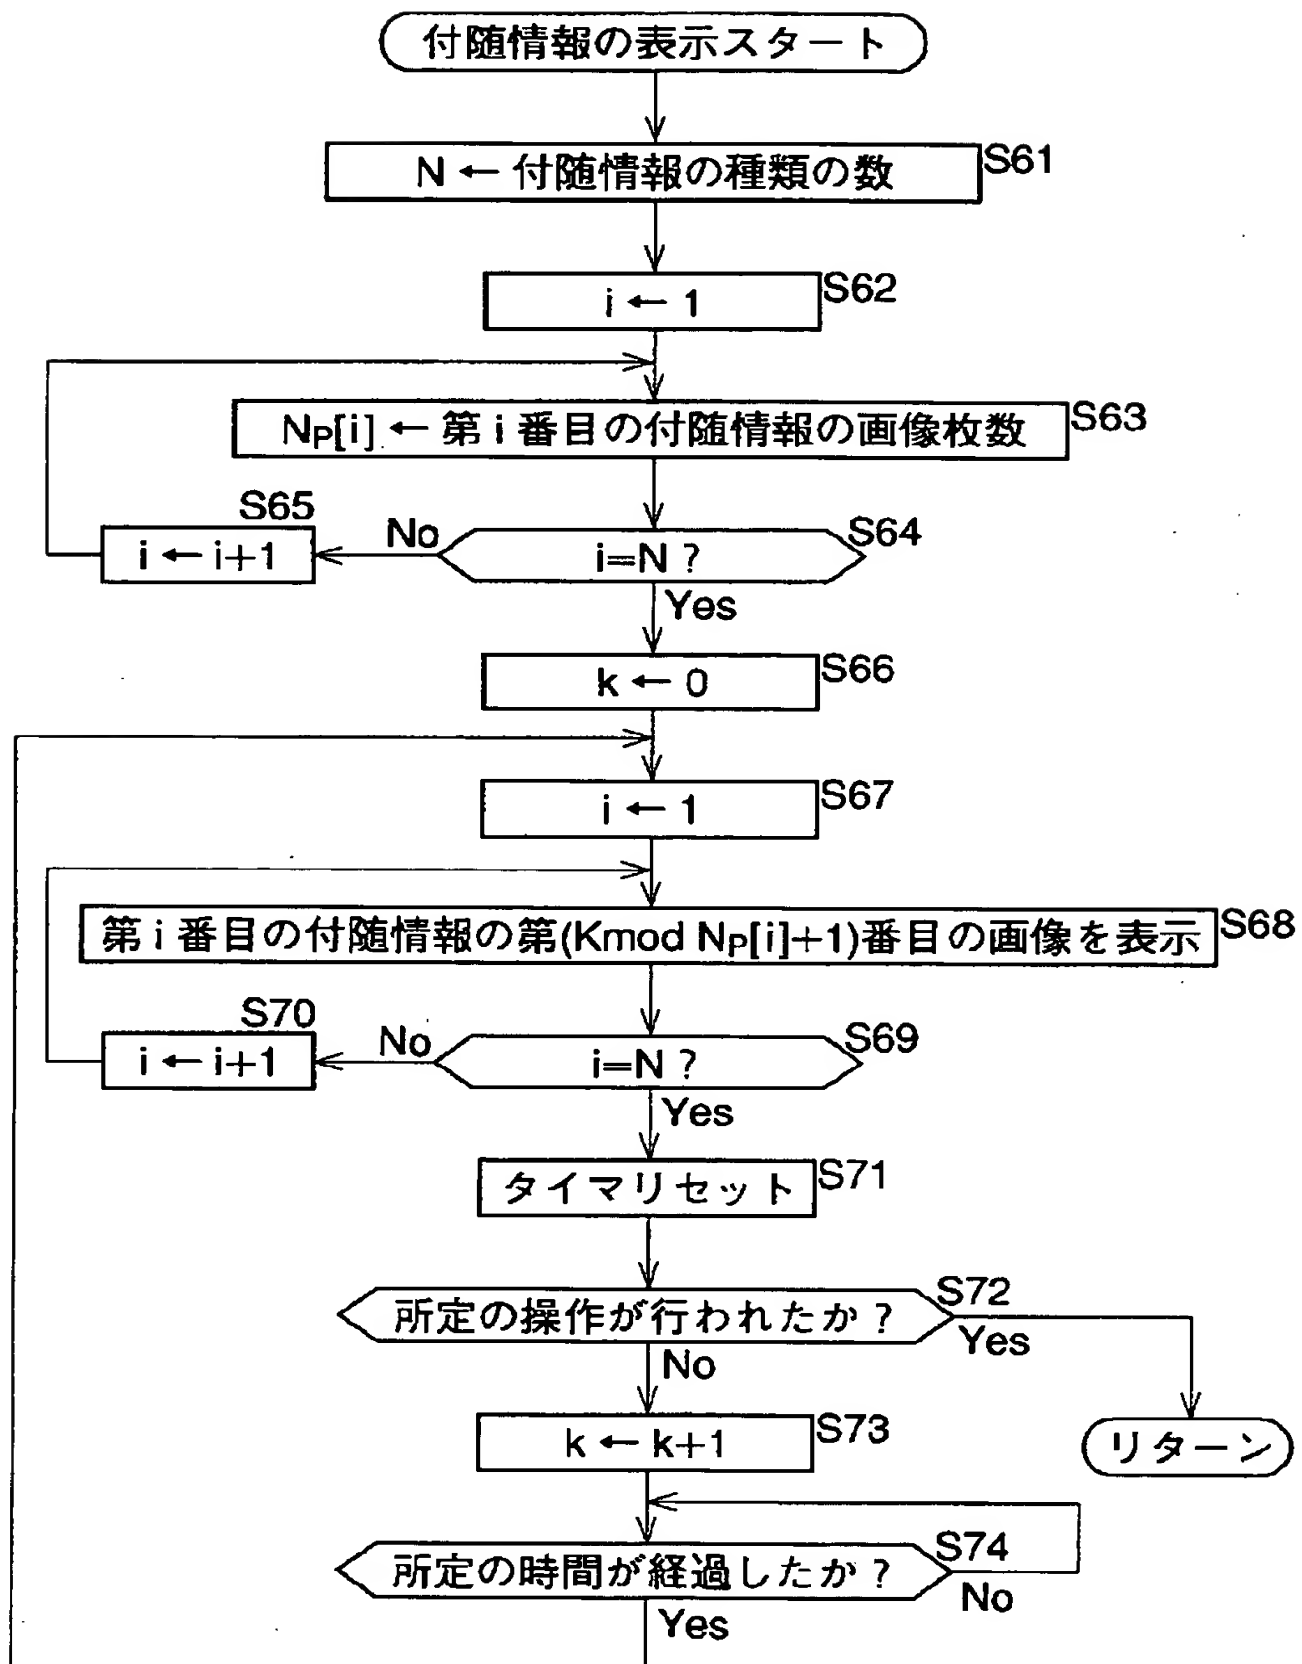 付随情報の表示スタート
N ← 付随情報の種類の数
S61
i ← 1
S62
NP[i] ← 第 i 番目の付随情報の画像枚数
S63
S65
i ← i+1
No
i=N ?
S64
Yes
k ← 0
S66
i ← 1
S67
第 i 番目の付随情報の第(Kmod NP[i]+1)番目の画像を表示
S68
S70
i ← i+1
No
i=N ?
S69
Yes
タイマリセット
S71
所定の操作が行われたか ?
S72
Yes
No
k ← k+1
S73
リターン
所定の時間が経過したか ?
S74
No
Yes